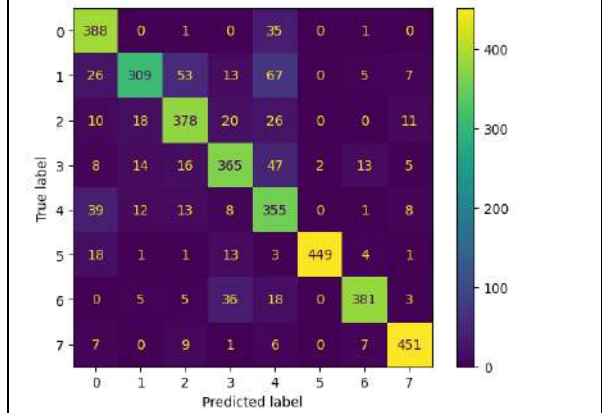 0 388 0 1 0 35 0 1 0
1 26 309 53 13 67 0 5 7
2 10 18 378 20 26 0 0 11
3 8 14 16 365 47 2 13 5
4 39 12 13 8 355 0 1 8
5 18 1 1 13 3 449 4 1
6 0 5 5 36 18 0 381 3
7 7 0 9 1 6 0 7 451
0 1 2 3 4 5 6 7
True label
Predicted label
400
300
200
100
0